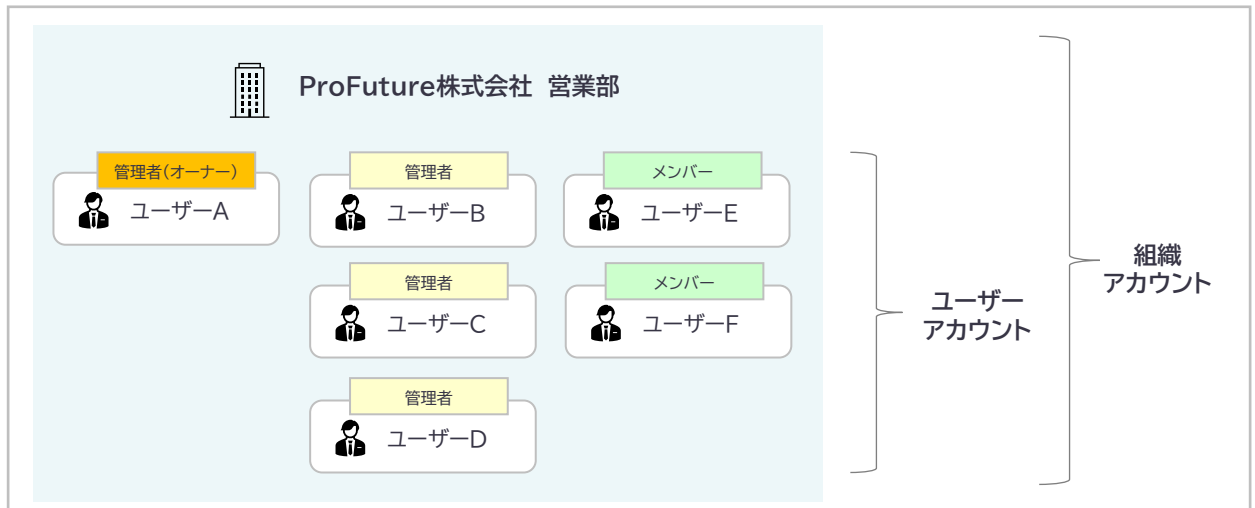 ProFuture株式会社 営業部
管理者(オーナー)
ユーザーA
管理者
ユーザーB
メンバー
ユーザーE
管理者
ユーザーC
メンバー
ユーザーF
管理者
ユーザーD
ユーザー
アカウント
組織
アカウント